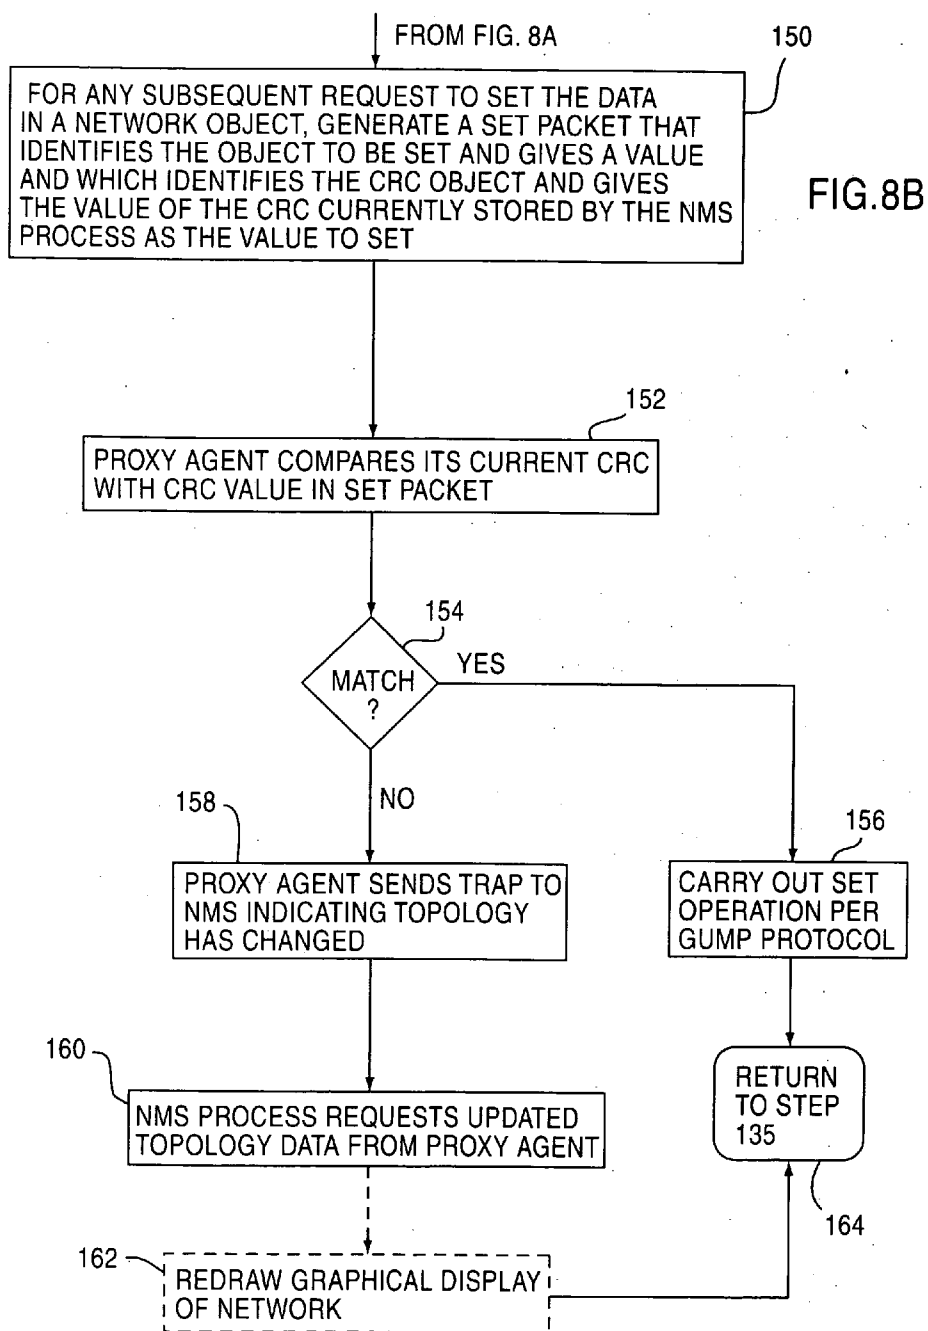 FROM FIG. 8A
150
FOR ANY SUBSEQUENT REQUEST TO SET THE DATA
IN A NETWORK OBJECT, GENERATE A SET PACKET THAT
IDENTIFIES THE OBJECT TO BE SET AND GIVES A VALUE
AND WHICH IDENTIFIES THE CRC OBJECT AND GIVES
THE VALUE OF THE CRC CURRENTLY STORED BY THE NMS
PROCESS AS THE VALUE TO SET
FIG.8B
152
PROXY AGENT COMPARES ITS CURRENT CRC
WITH CRC VALUE IN SET PACKET
154
MATCH
?
YES
NO
158
PROXY AGENT SENDS TRAP TO
NMS INDICATING TOPOLOGY
HAS CHANGED
156
CARRY OUT SET
OPERATION PER
GUMP PROTOCOL
160
NMS PROCESS REQUESTS UPDATED
TOPOLOGY DATA FROM PROXY AGENT
RETURN
TO STEP
135
164
162
REDRAW GRAPHICAL DISPLAY
OF NETWORK